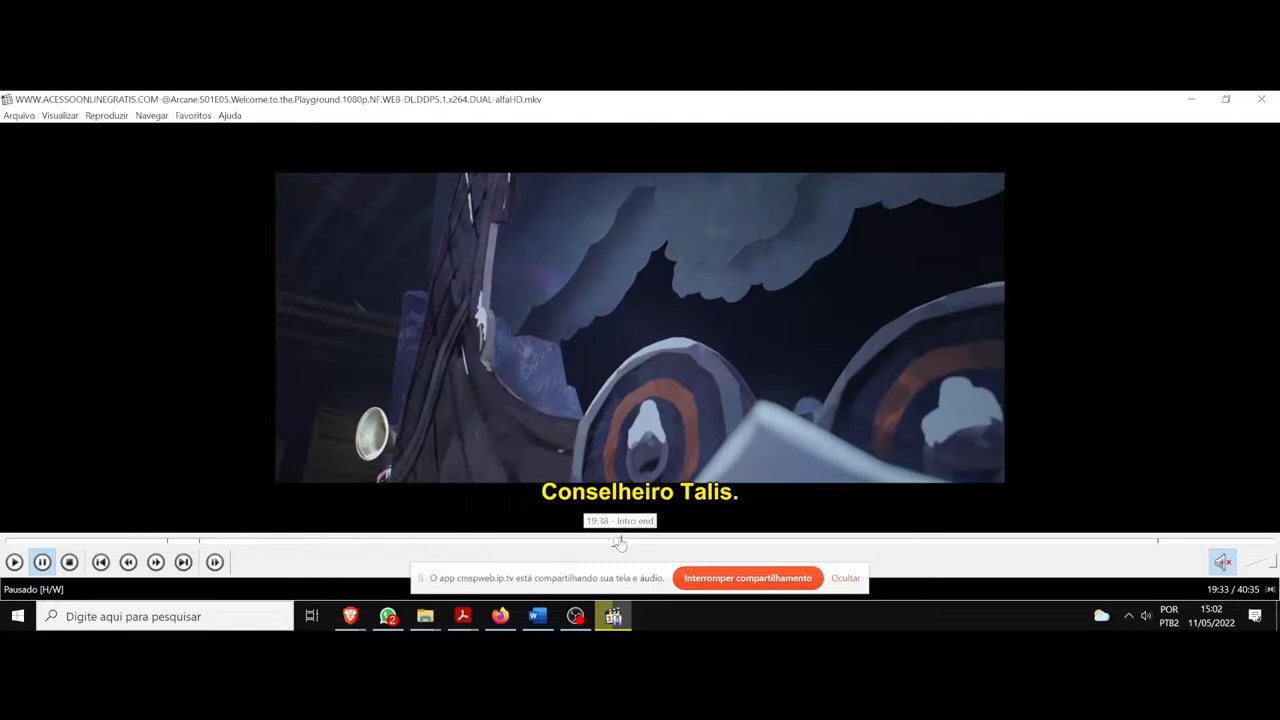 WWW.ACESSOONLINEGRATIS.COM -@Arcane.S01E05.Welcome.to.the.Playground.1080p.NF.WEB-DL.DDP5.1.x264.DUAL-alfaHD.mkv
Arquivo Visualizar Reproduzir Navegar Favoritos Ajuda
Conselheiro Talis.
19:38 - Intro end
O app cmspweb.ip.tv está compartilhando sua tela e áudio. Interromper compartilhamento Ocultar
Pausado [H/W] 19:33 / 40:35
Digite aqui para pesquisar
2
POR
PTB2
15:02
11/05/2022